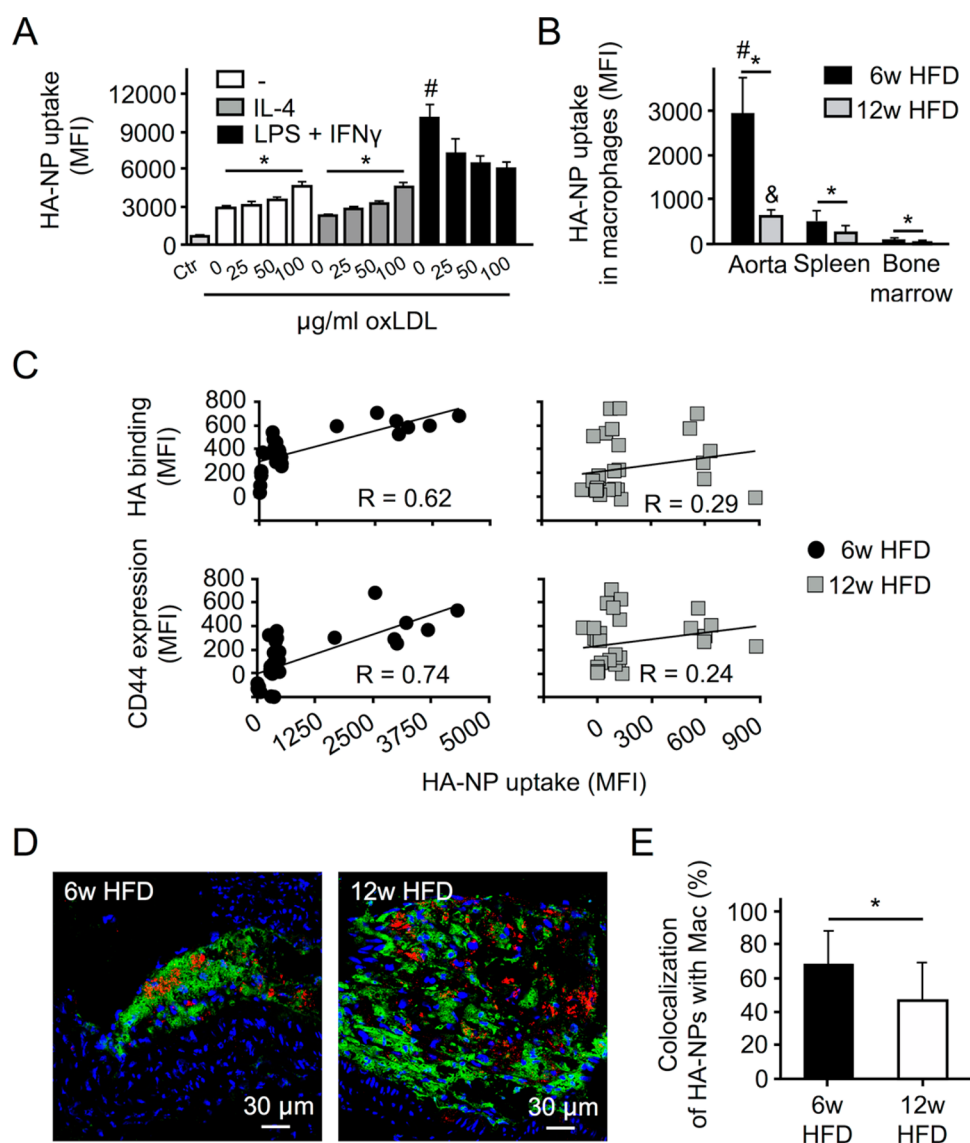 A
HA-NP uptake
(MFI)
12000
9000
6000
3000
0
-
IL-4
LPS + IFNγ
*
*
#
Ctr 0 25 50 100 0 25 50 100 0 25 50 100
µg/ml oxLDL
B
HA-NP uptake
in macrophages (MFI)
3000
2000
1000
0
#
*
&
*
*
6w HFD
12w HFD
Aorta Spleen Bone
marrow
C
HA binding
(MFI)
800
600
400
200
0
R = 0.62
R = 0.29
6w HFD
12w HFD
CD44 expression
(MFI)
800
600
400
200
0
R = 0.74
R = 0.24
0 1250 2500 3750 5000
0 300 600 900
HA-NP uptake (MFI)
D
6w HFD
30 µm
12w HFD
30 µm
E
Colocalization
of HA-NPs with Mac (%)
100
80
60
40
20
0
*
6w
HFD
12w
HFD